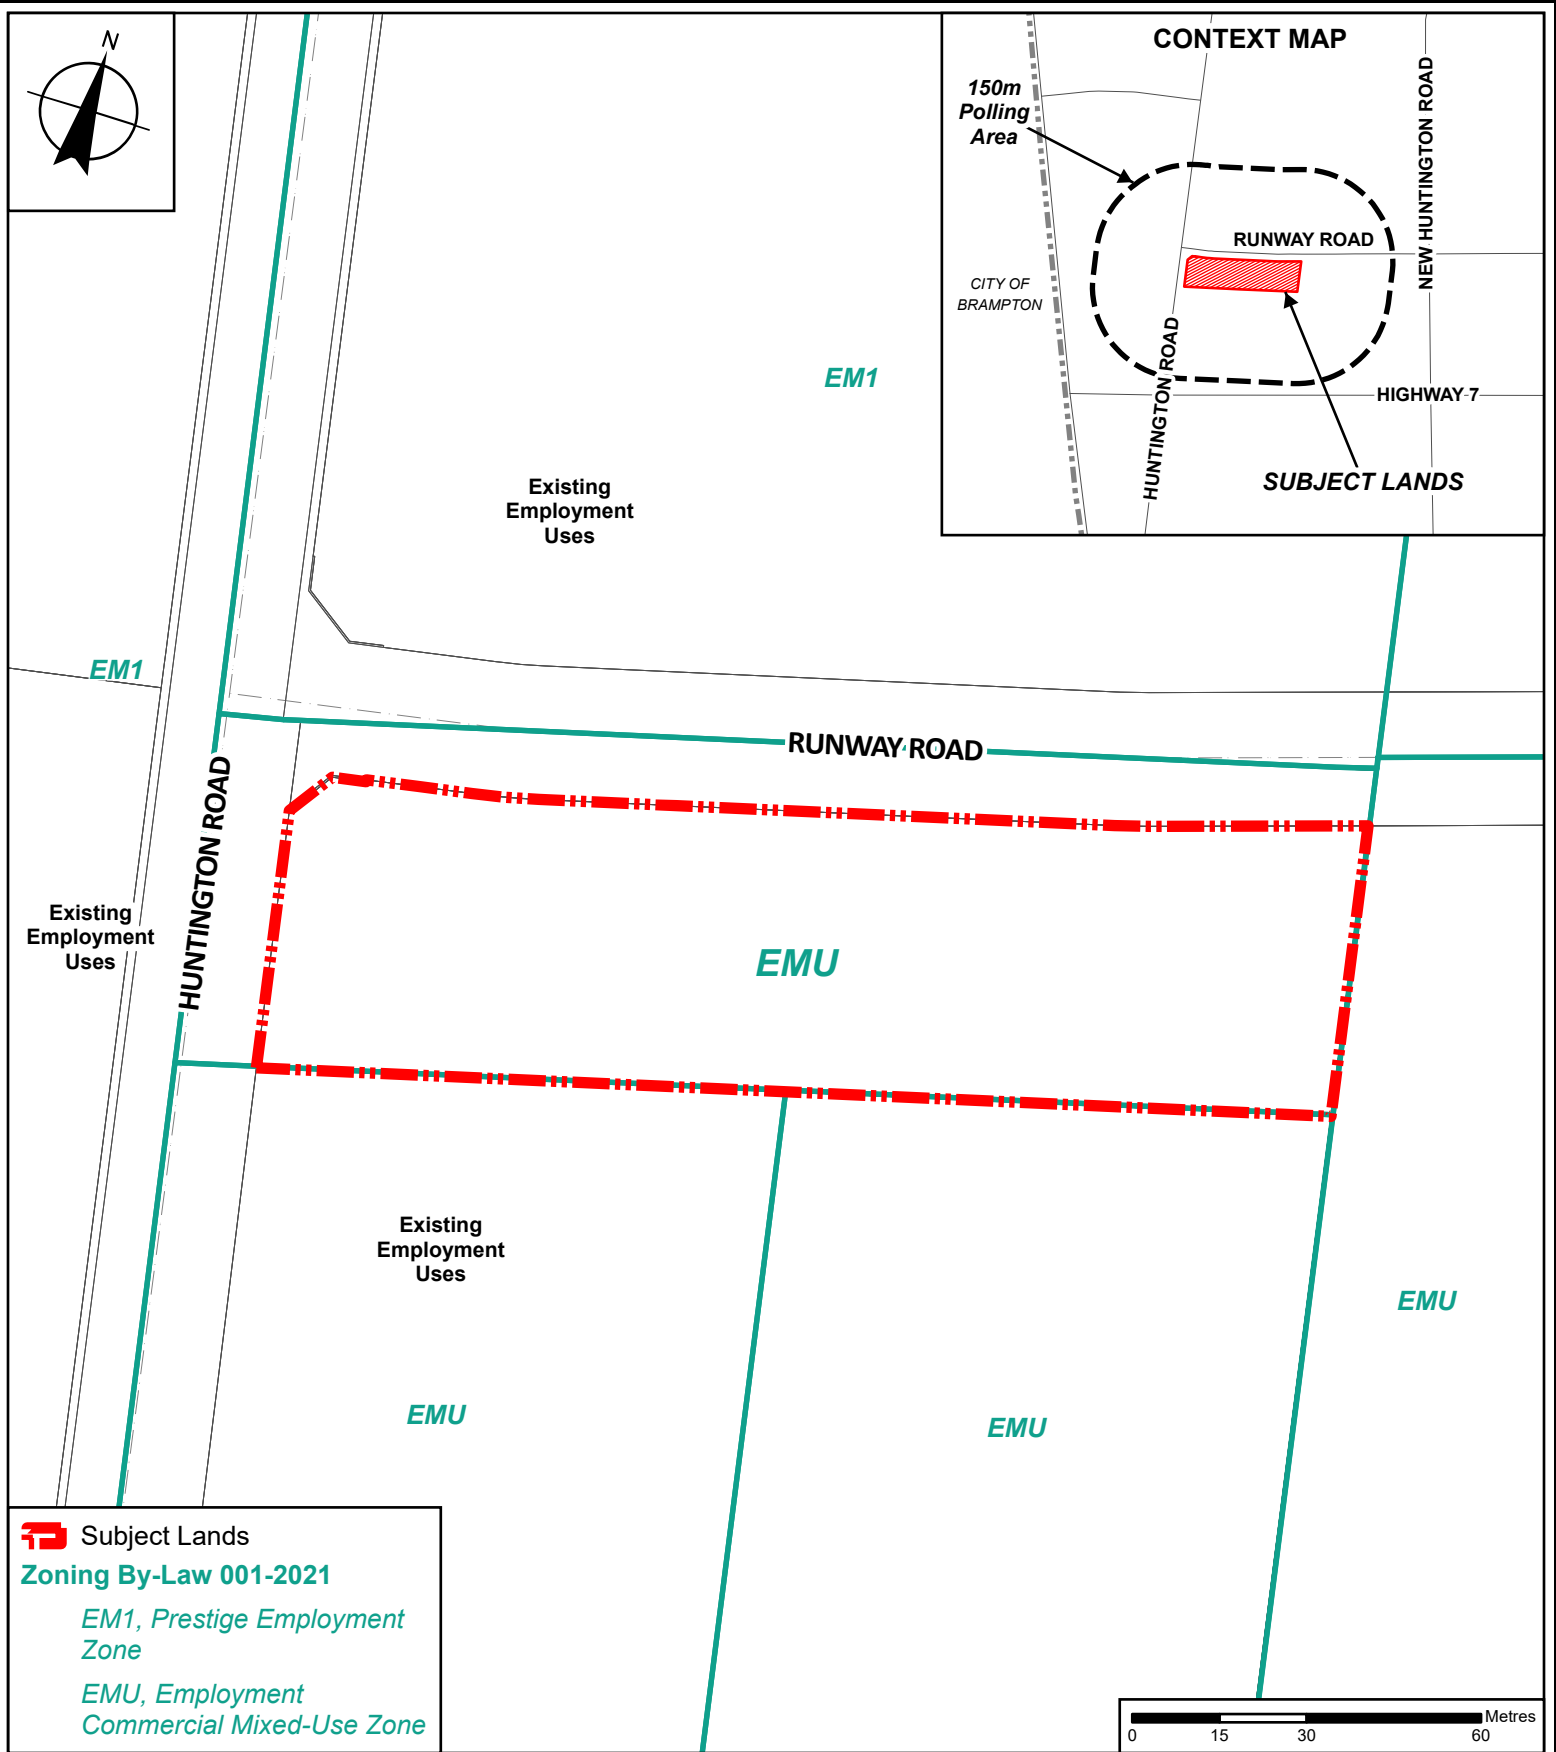 N
CONTEXT MAP
150m
Polling
Area
NEW HUNTINGTON ROAD
RUNWAY ROAD
CITY OF
BRAMPTON
HUNTINGTON ROAD
HIGHWAY 7
SUBJECT LANDS
EM1
Existing
Employment
Uses
EM1
RUNWAY ROAD
HUNTINGTON ROAD
Existing
Employment
Uses
EMU
Existing
Employment
Uses
EMU
EMU
EMU
Subject Lands
Zoning By-Law 001-2021
EM1, Prestige Employment
Zone
EMU, Employment
Commercial Mixed-Use Zone
Metres
0 15 30 60